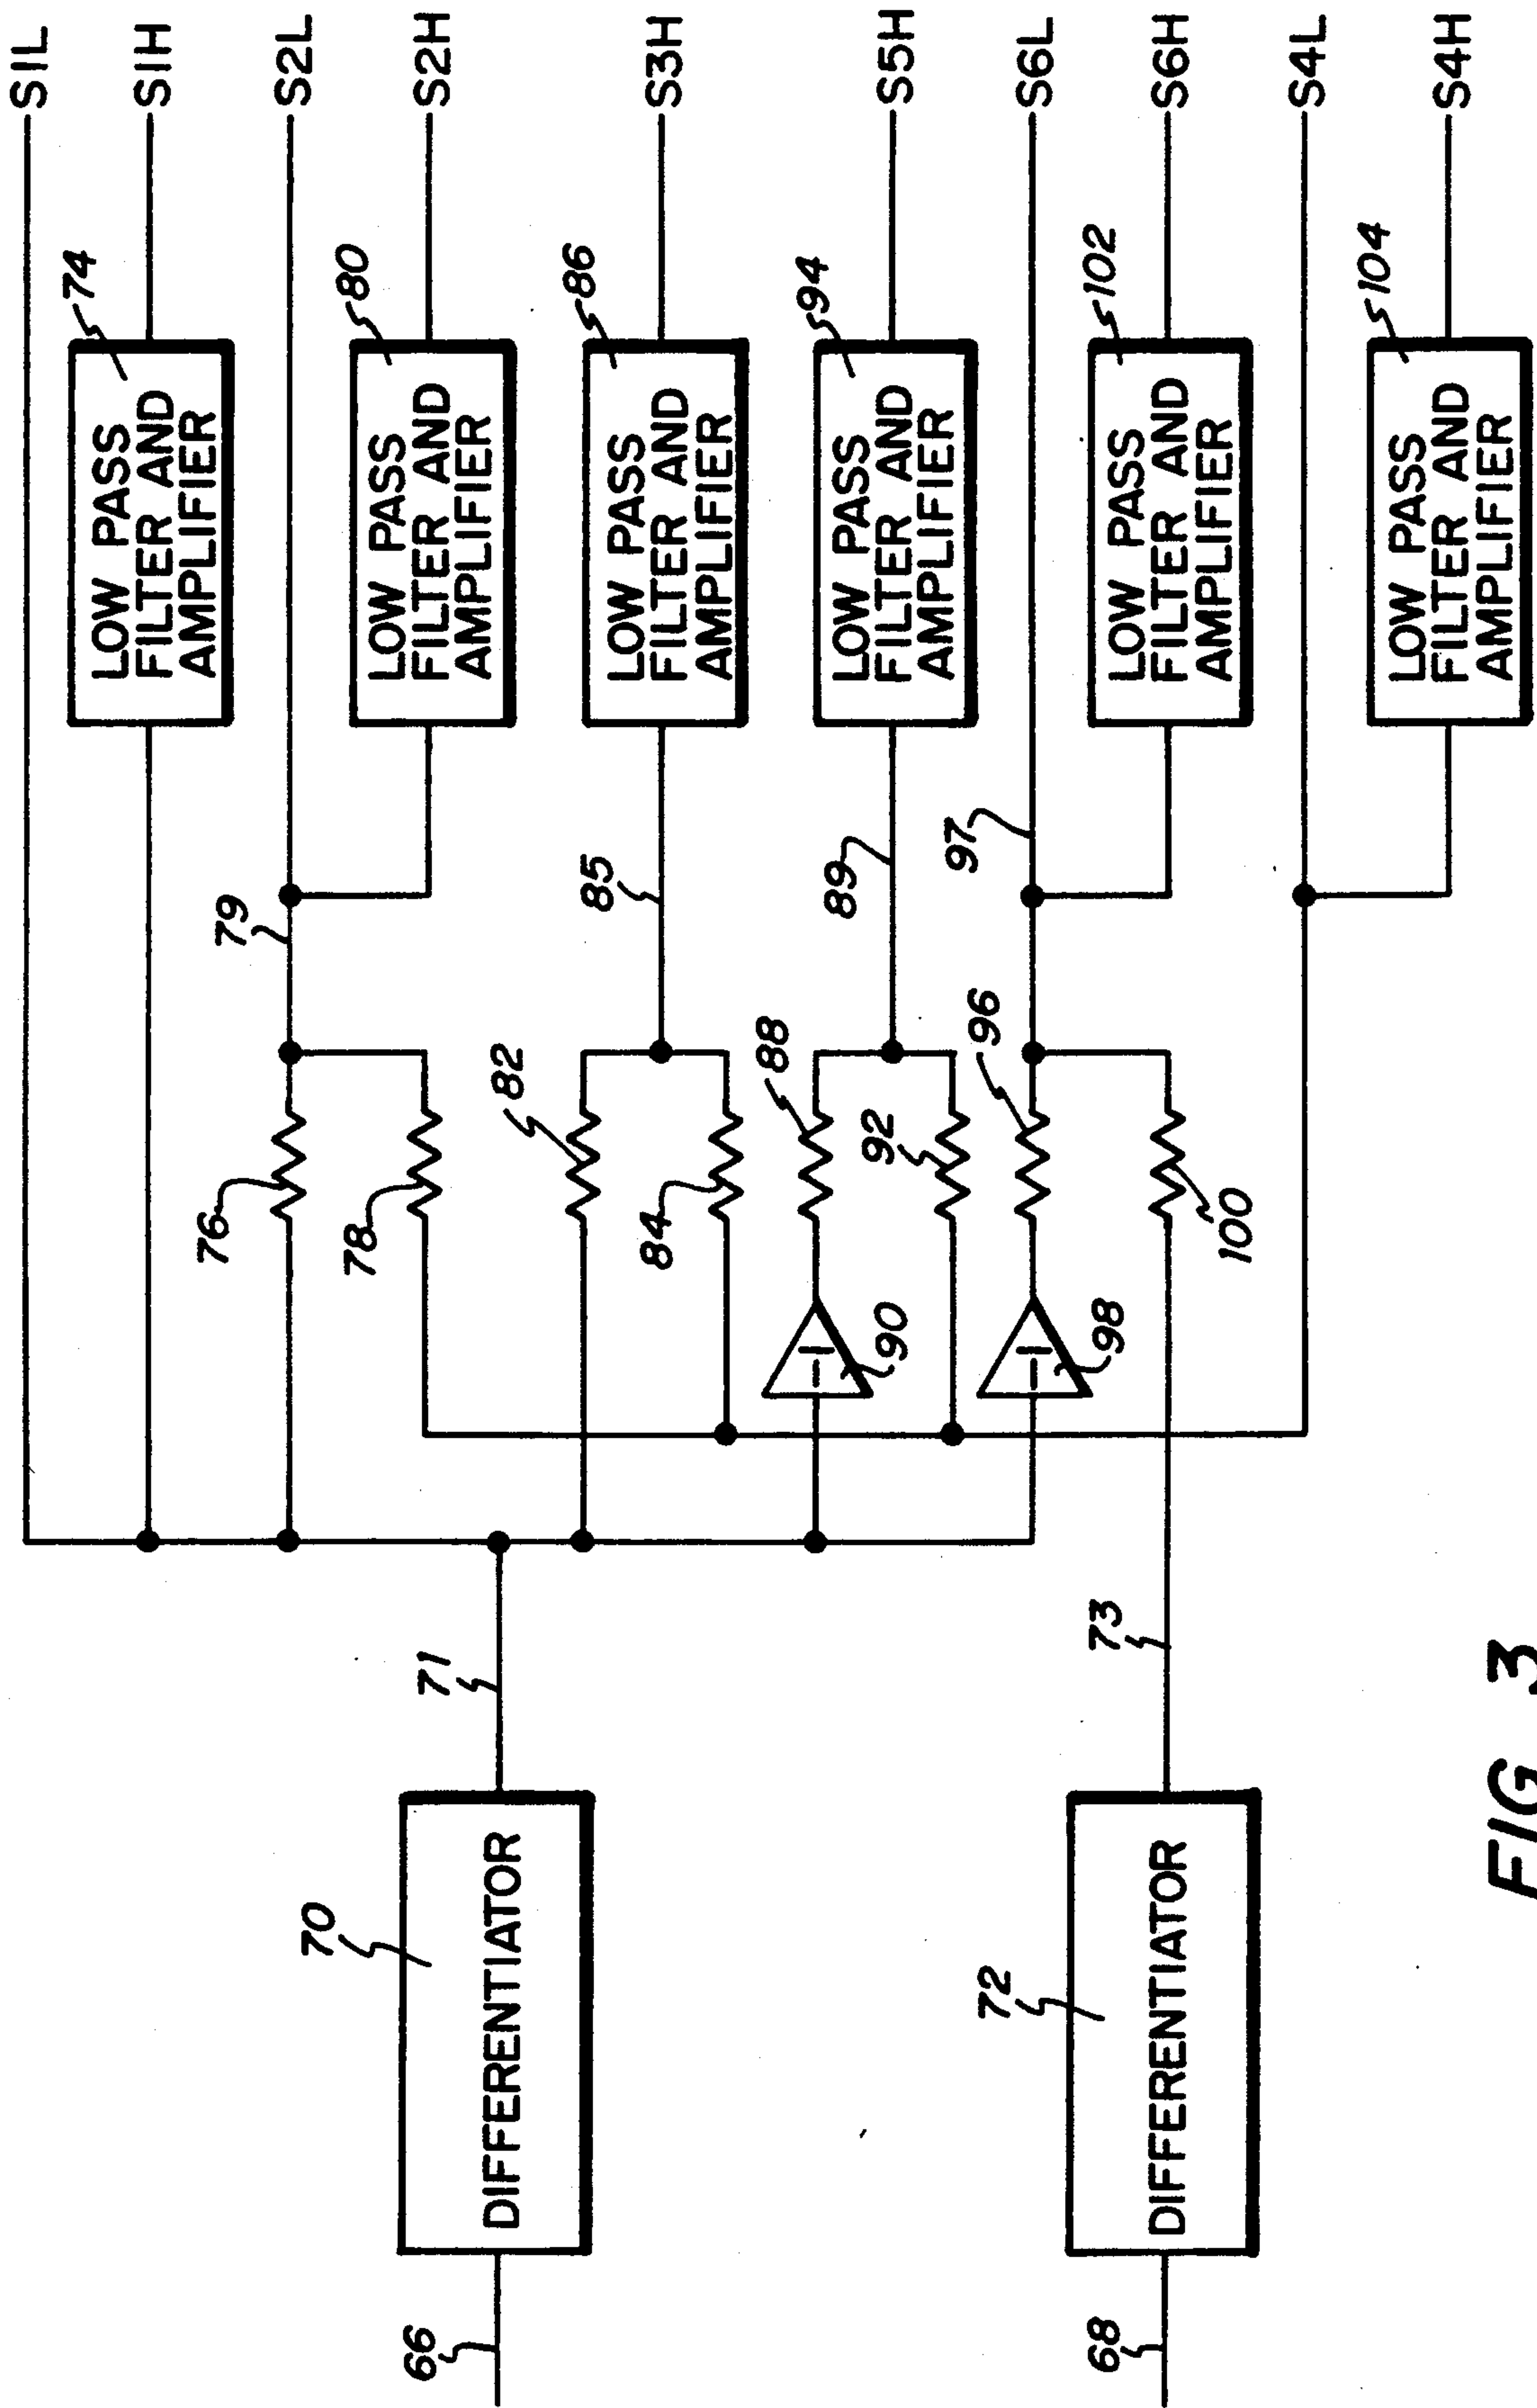 S1L
S1H
S2L
S2H
S3H
S5H
S6L
S6H
S4L
S4H
74
LOW PASS
FILTER AND
AMPLIFIER
80
LOW PASS
FILTER AND
AMPLIFIER
86
LOW PASS
FILTER AND
AMPLIFIER
94
LOW PASS
FILTER AND
AMPLIFIER
102
LOW PASS
FILTER AND
AMPLIFIER
104
LOW PASS
FILTER AND
AMPLIFIER
79
85
89
97
76
78
82
84
88
92
96
100
-1
90
-1
98
71
73
70
DIFFERENTIATOR
72
DIFFERENTIATOR
66
68
FIG 3